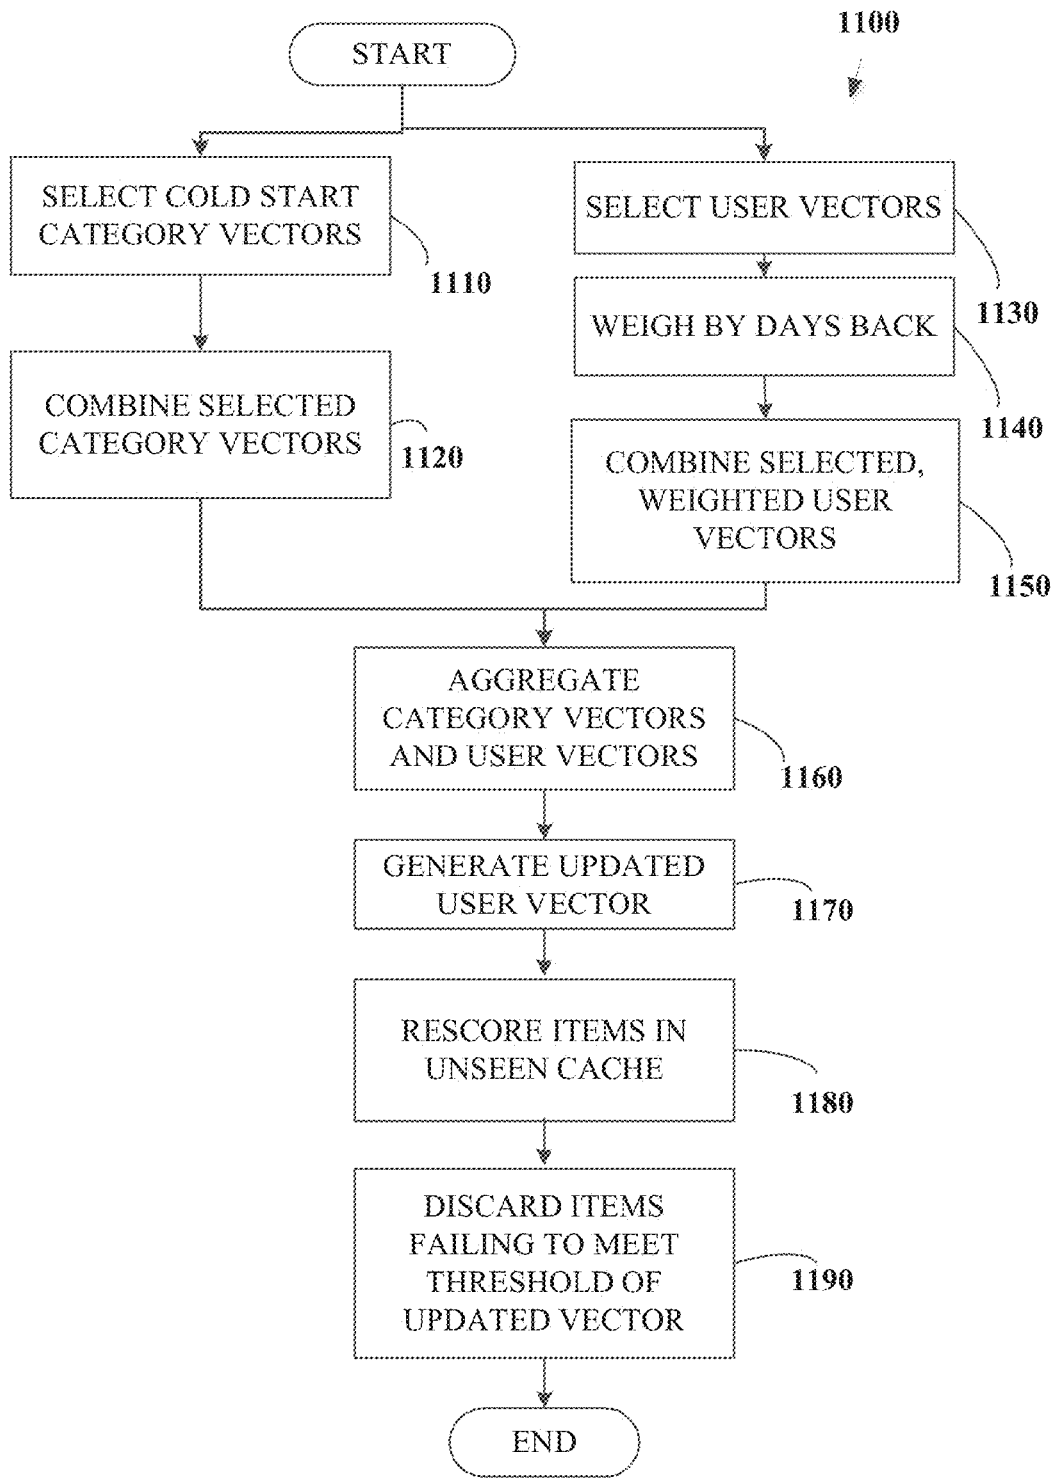 1100
START
SELECT COLD START
CATEGORY VECTORS
1110
SELECT USER VECTORS
1130
WEIGH BY DAYS BACK
1140
COMBINE SELECTED
CATEGORY VECTORS
1120
COMBINE SELECTED,
WEIGHTED USER
VECTORS
1150
AGGREGATE
CATEGORY VECTORS
AND USER VECTORS
1160
GENERATE UPDATED
USER VECTOR
1170
RESCORE ITEMS IN
UNSEEN CACHE
1180
DISCARD ITEMS
FAILING TO MEET
THRESHOLD OF
UPDATED VECTOR
1190
END